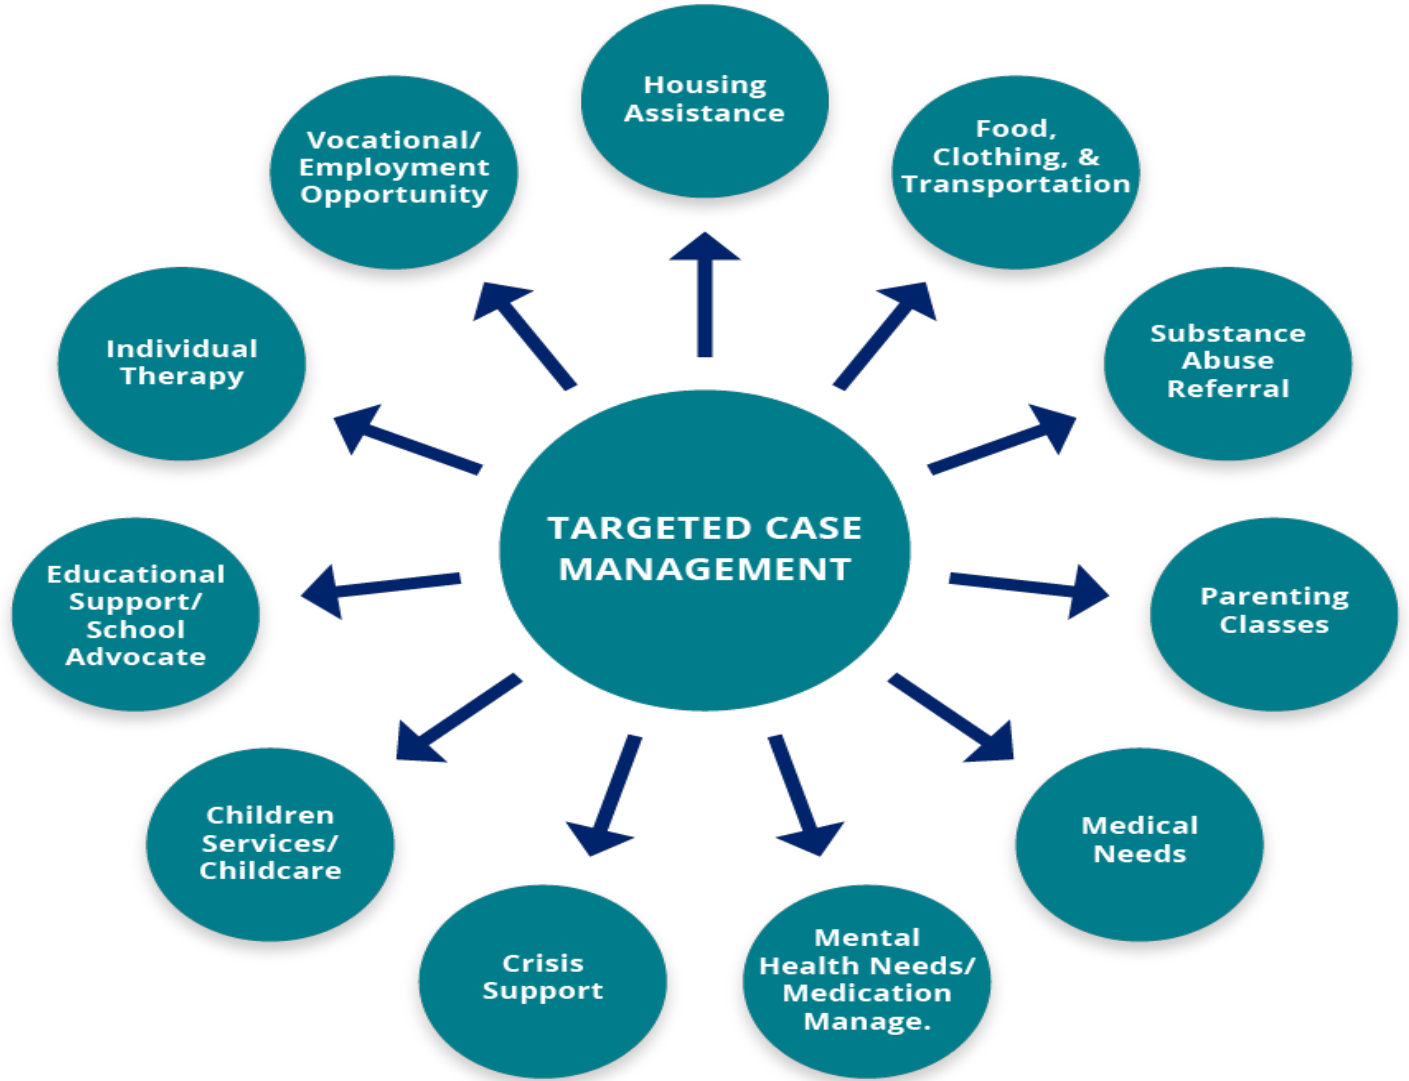 Housing
Assistance
Food,
Clothing, &
Transportation
Substance
Abuse
Referral
Parenting
Classes
Medical
Needs
Mental
Health Needs/
Medication
Manage.
Crisis
Support
Children
Services/
Childcare
Educational
Support/
School
Advocate
Individual
Therapy
Vocational/
Employment
Opportunity
TARGETED CASE
MANAGEMENT